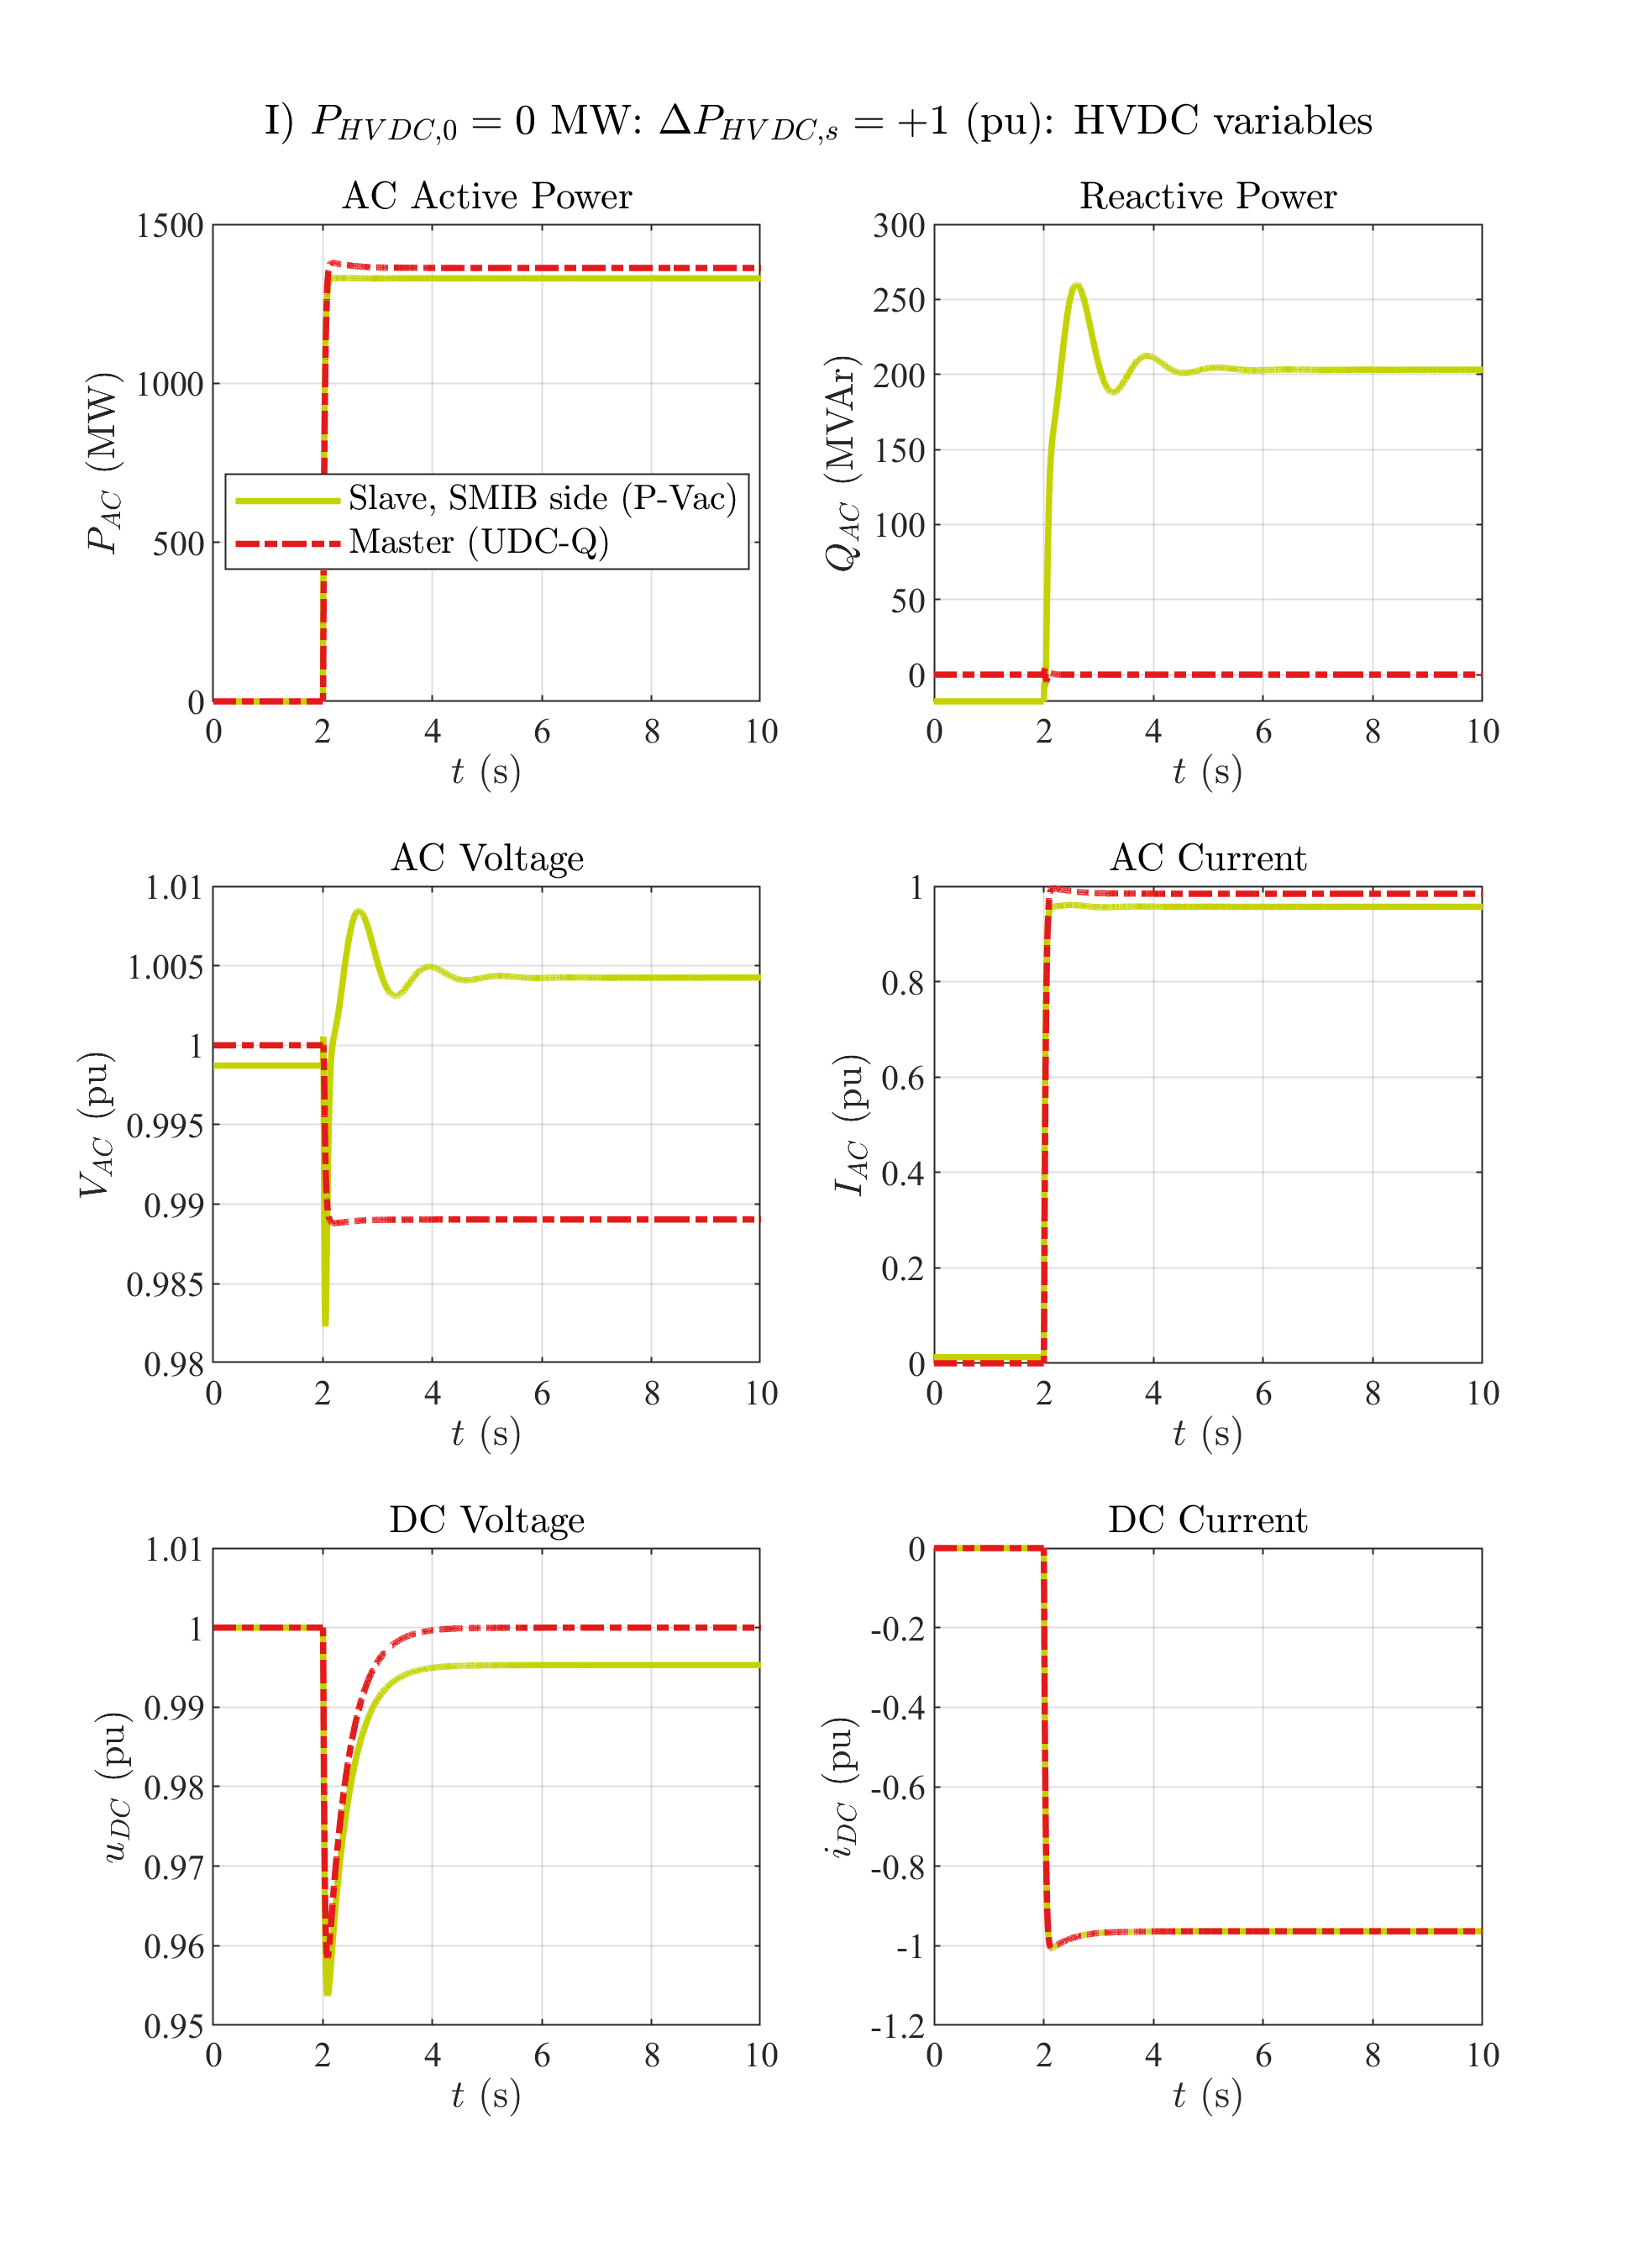 I) P_{HVDC,0} = 0 MW: ΔP_{HVDC,s} = +1 (pu): HVDC variables
AC Active Power
1500
1000
500
0
P_{AC} (MW)
Slave, SMIB side (P-Vac)
Master (UDC-Q)
0 2 4 6 8 10
t (s)
Reactive Power
300
250
200
150
100
50
0
Q_{AC} (MVAr)
0 2 4 6 8 10
t (s)
AC Voltage
1.01
1.005
1
0.995
0.99
0.985
0.98
V_{AC} (pu)
0 2 4 6 8 10
t (s)
AC Current
1
0.8
0.6
0.4
0.2
0
I_{AC} (pu)
0 2 4 6 8 10
t (s)
DC Voltage
1.01
1
0.99
0.98
0.97
0.96
0.95
u_{DC} (pu)
0 2 4 6 8 10
t (s)
DC Current
0
-0.2
-0.4
-0.6
-0.8
-1
-1.2
i_{DC} (pu)
0 2 4 6 8 10
t (s)